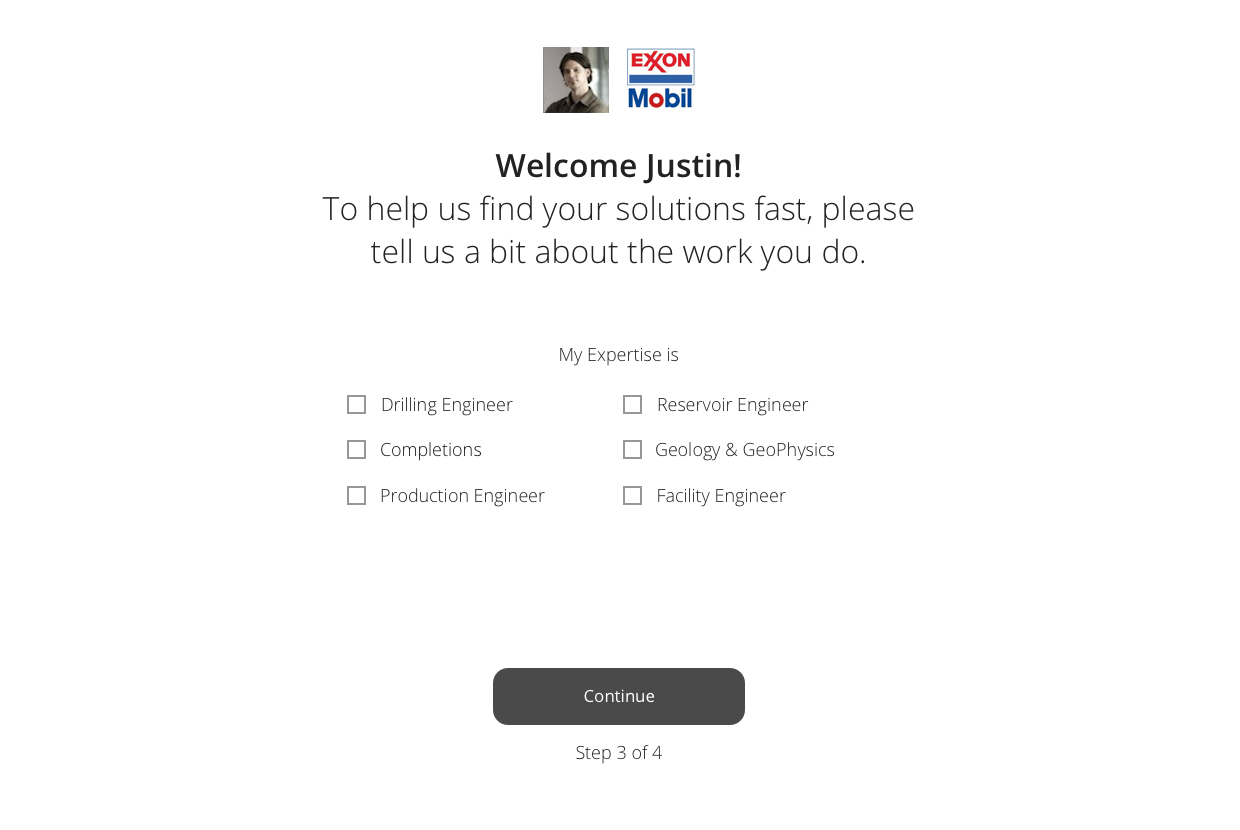 EXXON
Mobil
Welcome Justin!
To help us find your solutions fast, please
tell us a bit about the work you do.
My Expertise is
Drilling Engineer
Reservoir Engineer
Completions
Geology & GeoPhysics
Production Engineer
Facility Engineer
Continue
Step 3 of 4